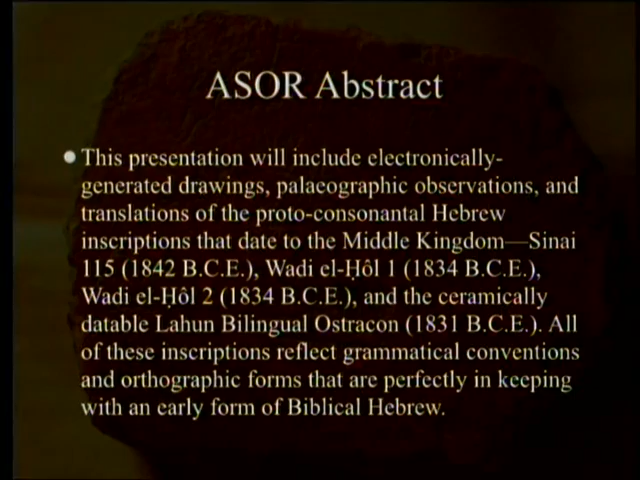 ASOR Abstract
● This presentation will include electronically-
generated drawings, palaeographic observations, and
translations of the proto-consonantal Hebrew
inscriptions that date to the Middle Kingdom—Sinai
115 (1842 B.C.E.), Wadi el-Ḥôl 1 (1834 B.C.E.),
Wadi el-Ḥôl 2 (1834 B.C.E.), and the ceramically
datable Lahun Bilingual Ostracon (1831 B.C.E.). All
of these inscriptions reflect grammatical conventions
and orthographic forms that are perfectly in keeping
with an early form of Biblical Hebrew.